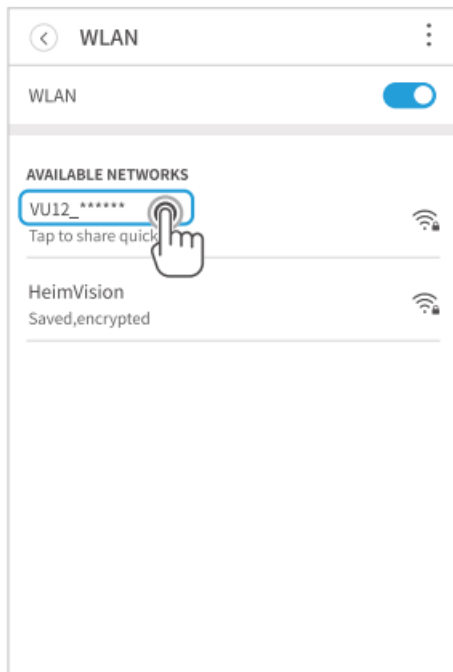 WLAN
WLAN
AVAILABLE NETWORKS
VU12_******
Tap to share quick
HeimVision
Saved,encrypted